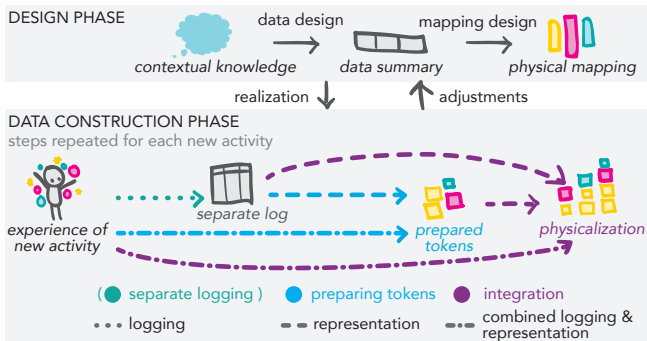 DESIGN PHASE
data design
mapping design
contextual knowledge
data summary
physical mapping
realization
adjustments
DATA CONSTRUCTION PHASE
steps repeated for each new activity
separate log
experience of
new activity
prepared
tokens
physicalization
( separate logging )
preparing tokens
integration
logging
representation
combined logging &
representation